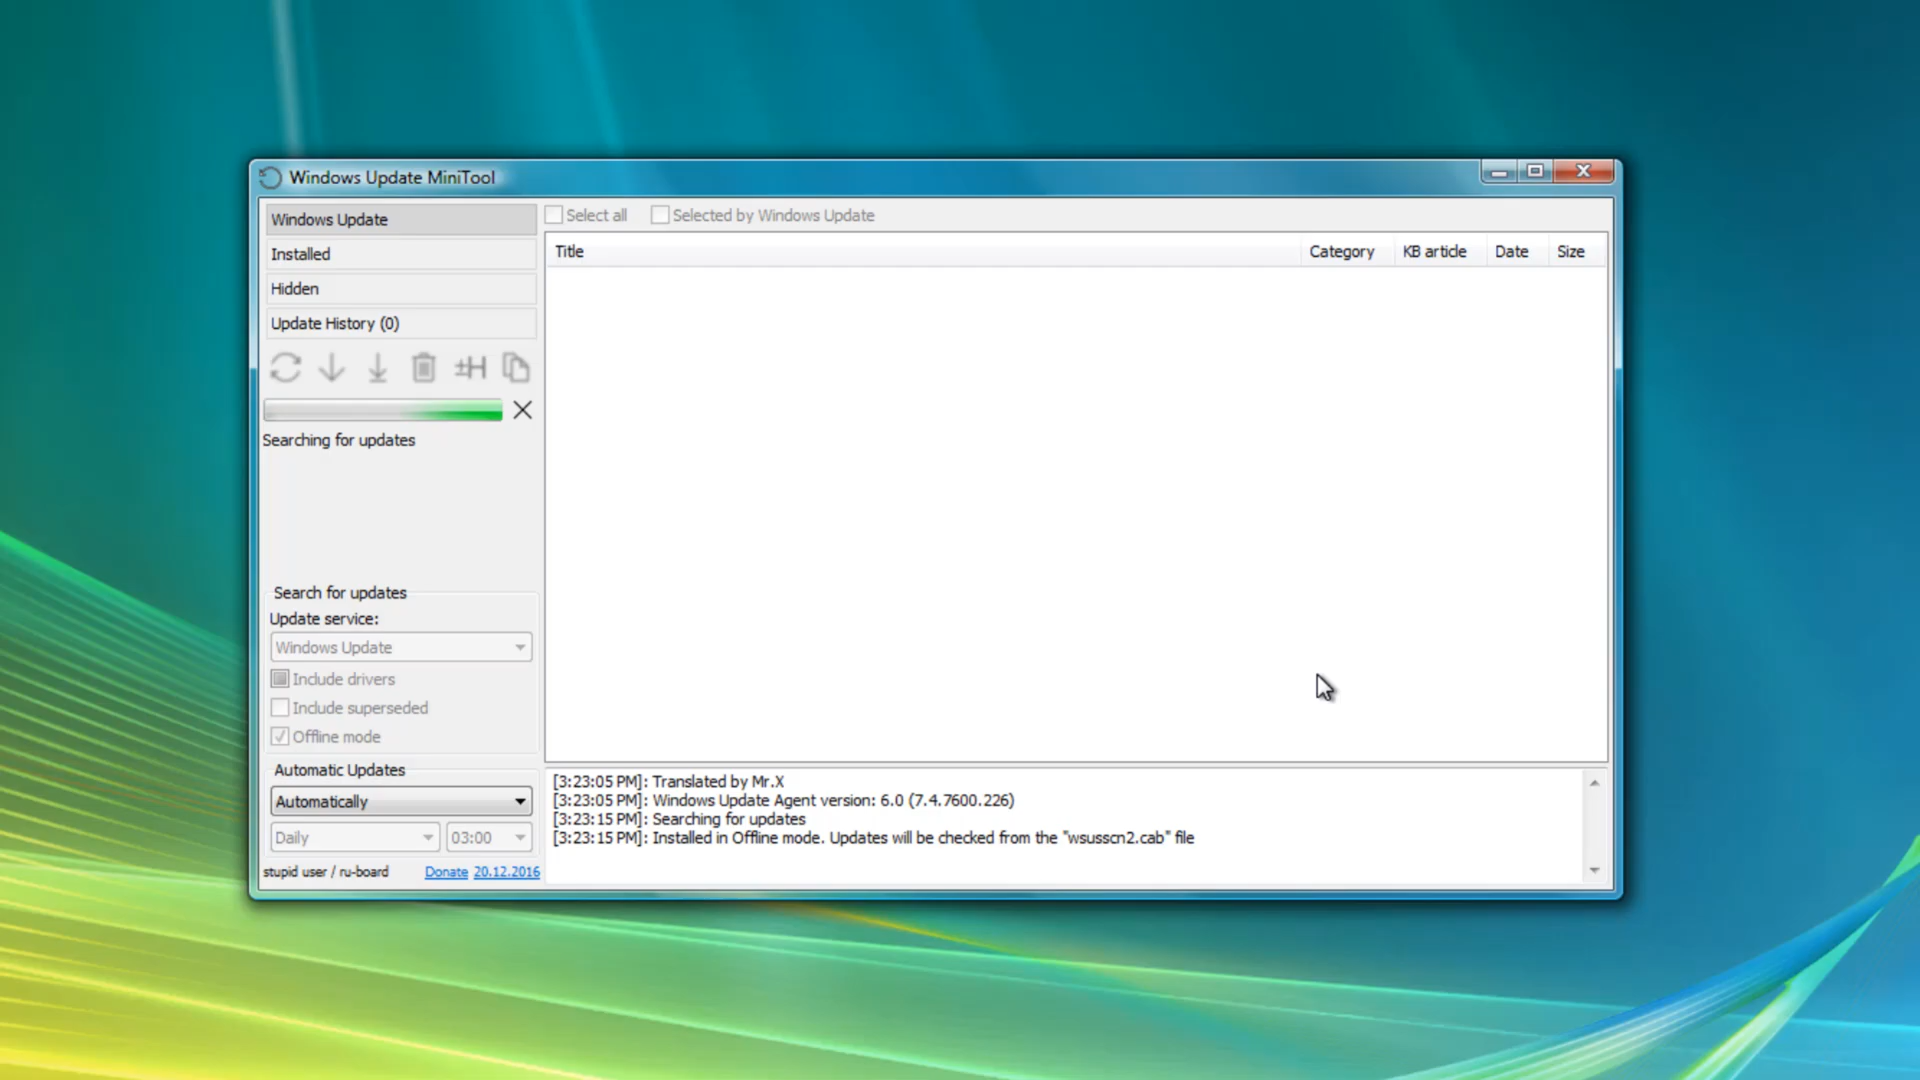 Windows Update MiniTool
Windows Update
Installed
Hidden
Update History (0)
±H
Searching for updates
Search for updates
Update service:
Windows Update
Include drivers
Include superseded
Offline mode
Automatic Updates
Automatically
Daily 03:00
stupid user / ru-board Donate 20.12.2016
Select all Selected by Windows Update
Title Category KB article Date Size
[3:23:05 PM]: Translated by Mr.X
[3:23:05 PM]: Windows Update Agent version: 6.0 (7.4.7600.226)
[3:23:15 PM]: Searching for updates
[3:23:15 PM]: Installed in Offline mode. Updates will be checked from the "wsusscn2.cab" file